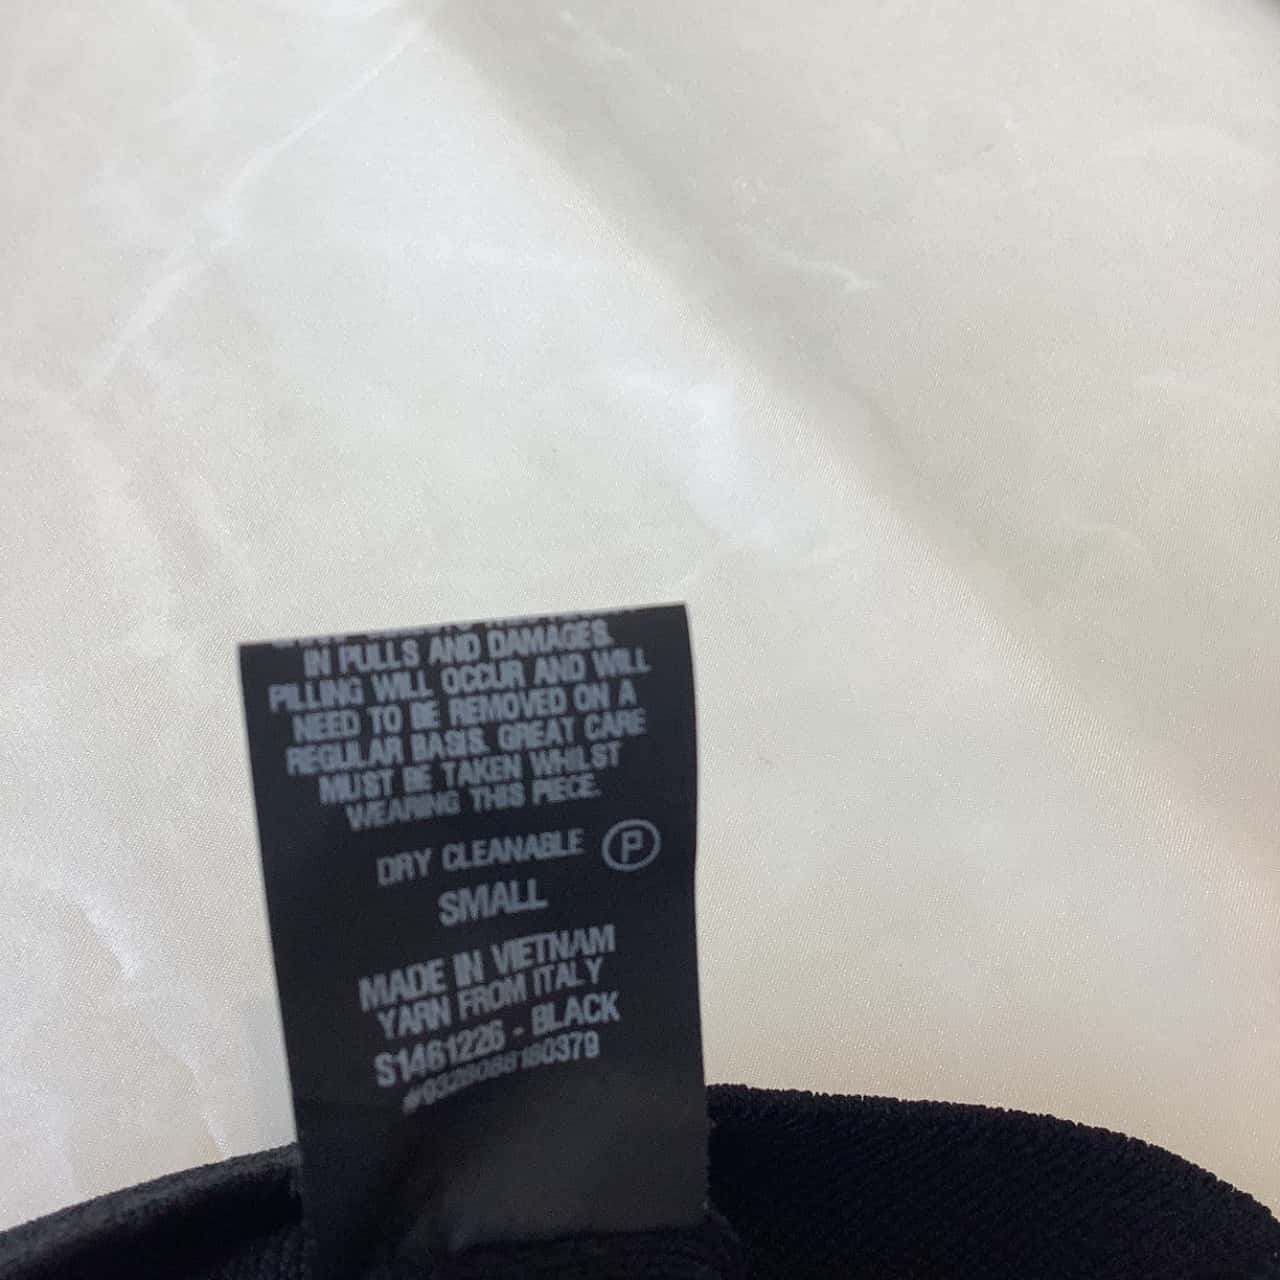 IN PULLS AND DAMAGES.
PILLING WILL OCCUR AND WILL
NEED TO BE REMOVED ON A
REGULAR BASIS. GREAT CARE
MUST BE TAKEN WHILST
WEARING THIS PIECE.
DRY CLEANABLE P
SMALL
MADE IN VIETNAM
YARN FROM ITALY
S1461226 - BLACK